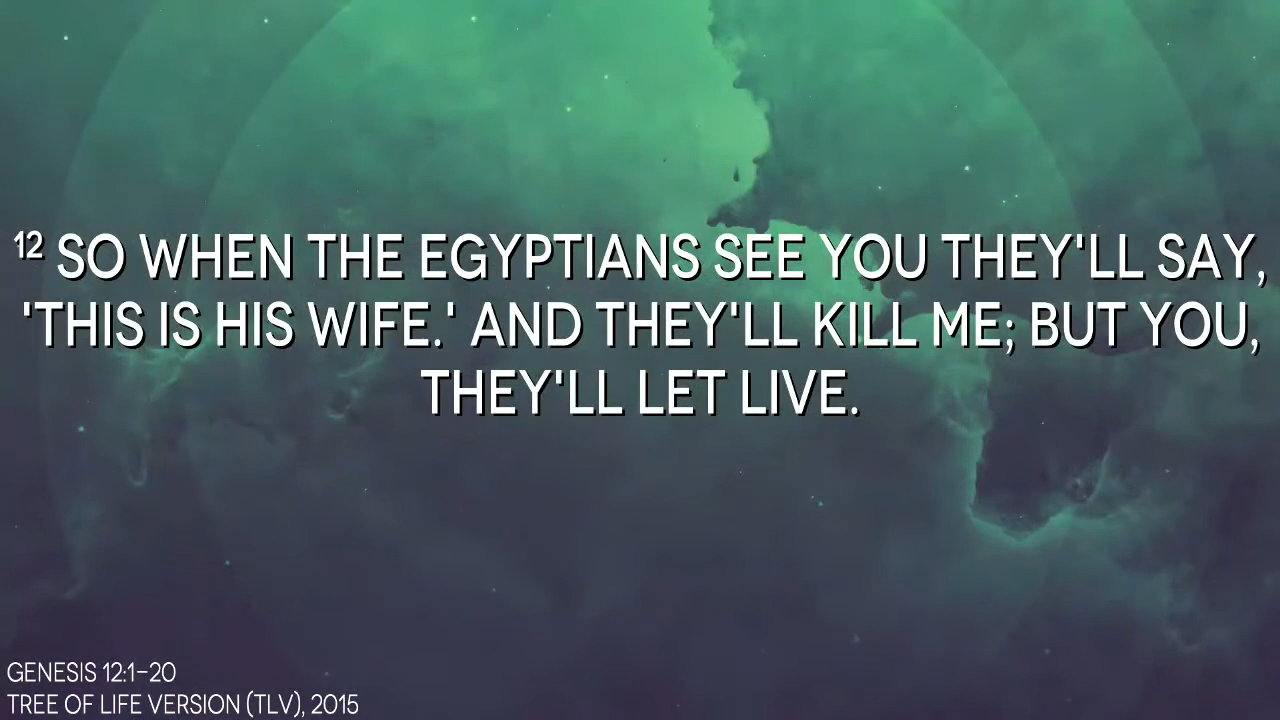 ¹² SO WHEN THE EGYPTIANS SEE YOU THEY'LL SAY,
'THIS IS HIS WIFE.' AND THEY'LL KILL ME; BUT YOU,
THEY'LL LET LIVE.
GENESIS 12:1-20
TREE OF LIFE VERSION (TLV), 2015